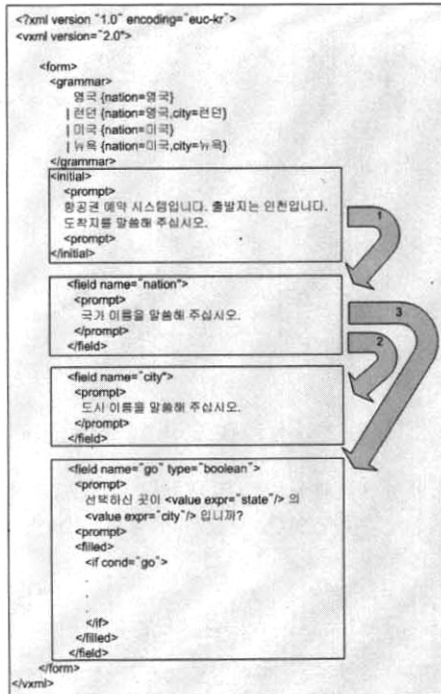 <?xml version "1.0" encoding="euc-kr">
<vxml version="2.0">
<form>
<grammar>
영국 {nation=영국}
| 런던 {nation=영국,city=런던}
| 미국 {nation=미국}
| 뉴욕 {nation=미국,city=뉴욕}
</grammar>
<initial>
<prompt>
항공권 예약 시스템입니다. 출발지는 인천입니다.
도착지를 말씀해 주십시오.
<prompt>
</initial>
1
<field name="nation">
<prompt>
국가 이름을 말씀해 주십시오.
</prompt>
</field>
3
2
<field name="city">
<prompt>
도시 이름을 말씀해 주십시오.
</prompt>
</field>
<field name="go" type="boolean">
<prompt>
선택하신 곳이 <value expr="state"/> 의
<value expr="city"/> 입니까?
<prompt>
<filled>
<if cond="go">
.
.
.
</if>
</filled>
</field>
</form>
</vxml>